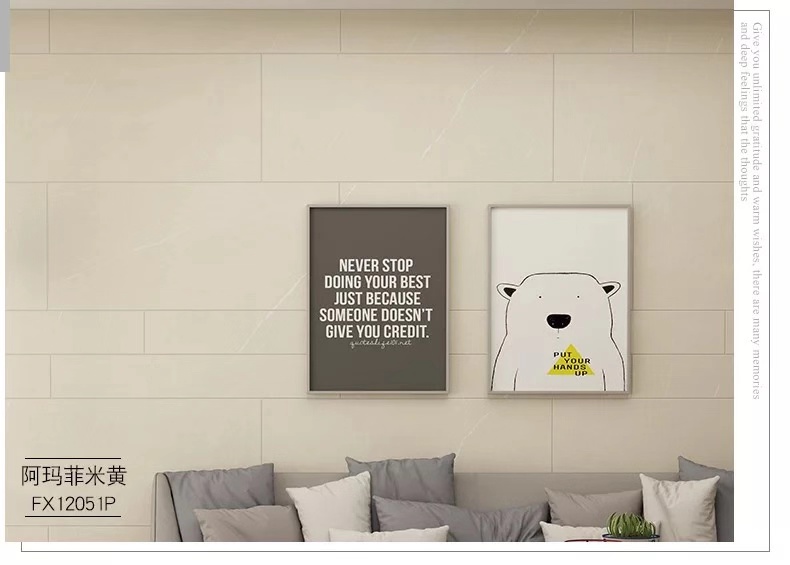 Give you unlimited gratitude and warm wishes, there are many memories
and deep feelings that the thoughts
NEVER STOP
DOING YOUR BEST
JUST BECAUSE
SOMEONE DOESN'T
GIVE YOU CREDIT.
PUT
YOUR
HANDS
UP
阿玛菲米黄
FX12051P